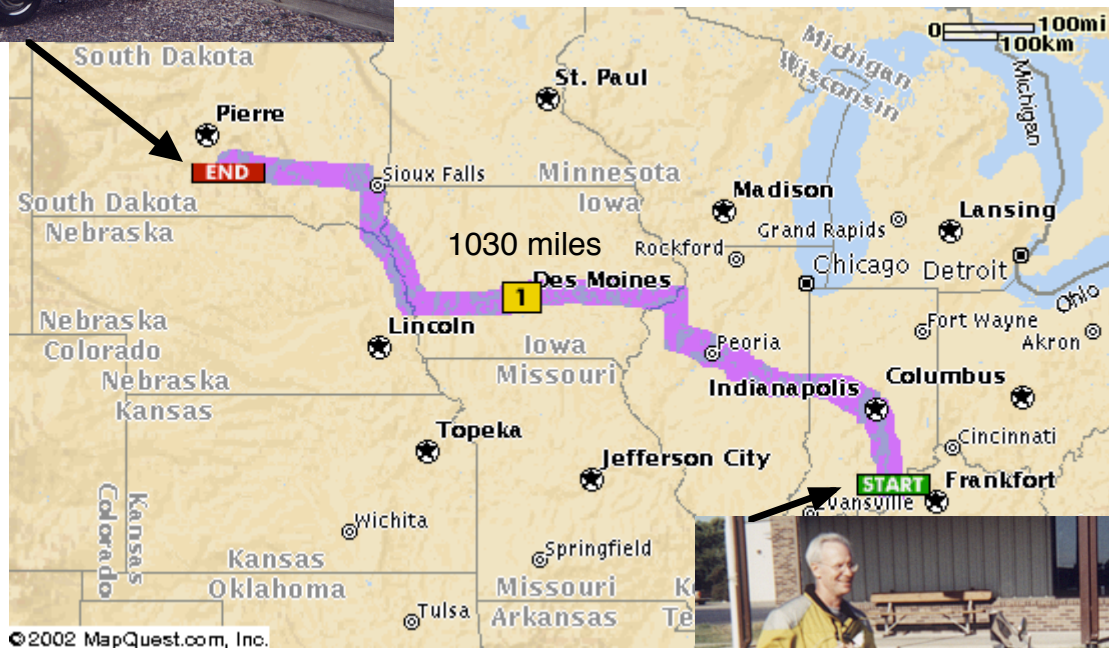 0 100mi
100km
South Dakota
Michigan
Wisconsin
Michigan
St. Paul
Pierre
END
Sioux Falls
Minnesota
Iowa
Madison
South Dakota
Nebraska
Grand Rapids
Lansing
1030 miles
Rockford
Chicago
Detroit
1
Des Moines
Ohio
Nebraska
Colorado
Lincoln
Fort Wayne
Akron
Peoria
Iowa
Missouri
Nebraska
Kansas
Indianapolis
Columbus
Topeka
Cincinnati
Jefferson City
START
Frankfort
Evansville
Kansas
Colorado
Wichita
Springfield
Kansas
Oklahoma
Missouri
Arkansas
Tulsa
©2002 MapQuest.com, Inc.